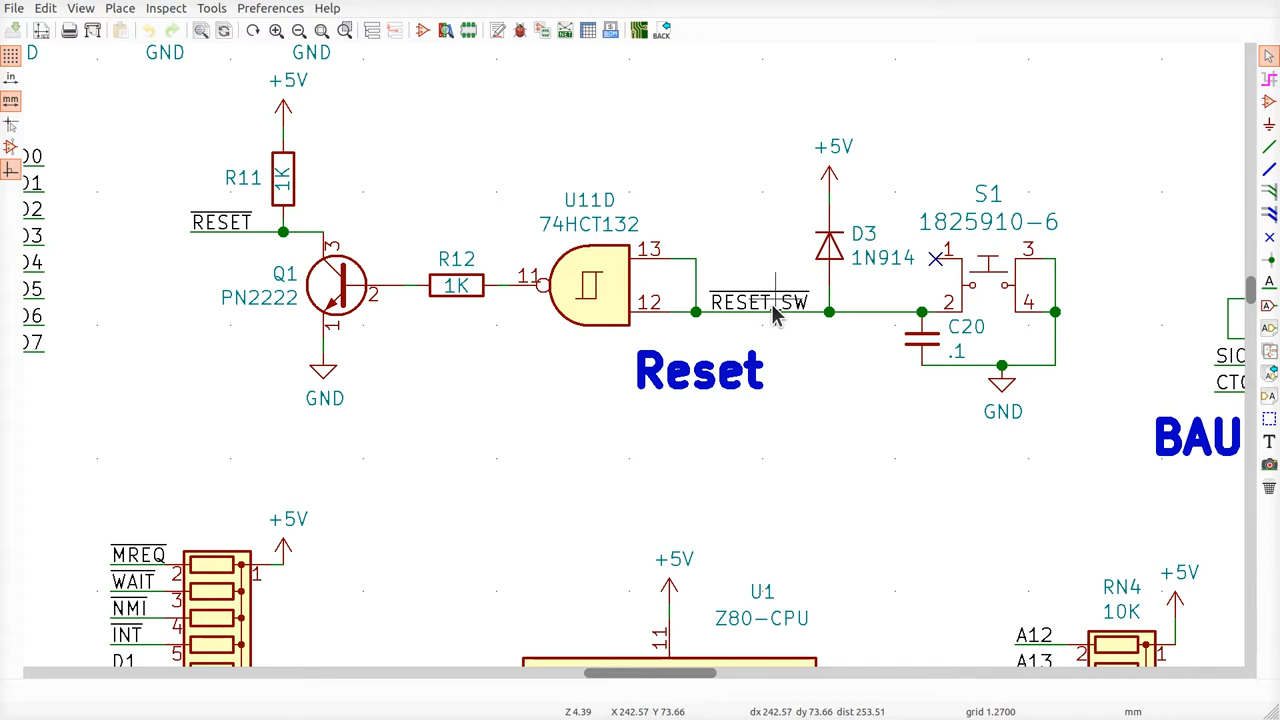 File Edit View Place Inspect Tools Preferences Help
D GND GND
+5V
R11 1K
RESET
Q1
PN2222
3
2
1
GND
R12
1K
11
U11D
74HCT132
13
12
RESET_SW
+5V
D3
1N914
S1
1825910-6
1 3
2 4
C20
.1
GND
Reset
D0
D1
D2
D3
D4
D5
D6
D7
SIO
CTC
BAU
+5V
MREQ 2 1
WAIT 3
NMI 4
INT 5
D1
+5V
11
U1
Z80-CPU
RN4
10K
+5V
A12 2 1
A13
in
mm
NET
BOM
BACK
A
T
Z 4.39 X 242.57 Y 73.66 dx 242.57 dy 73.66 dist 253.51 grid 1.2700 mm